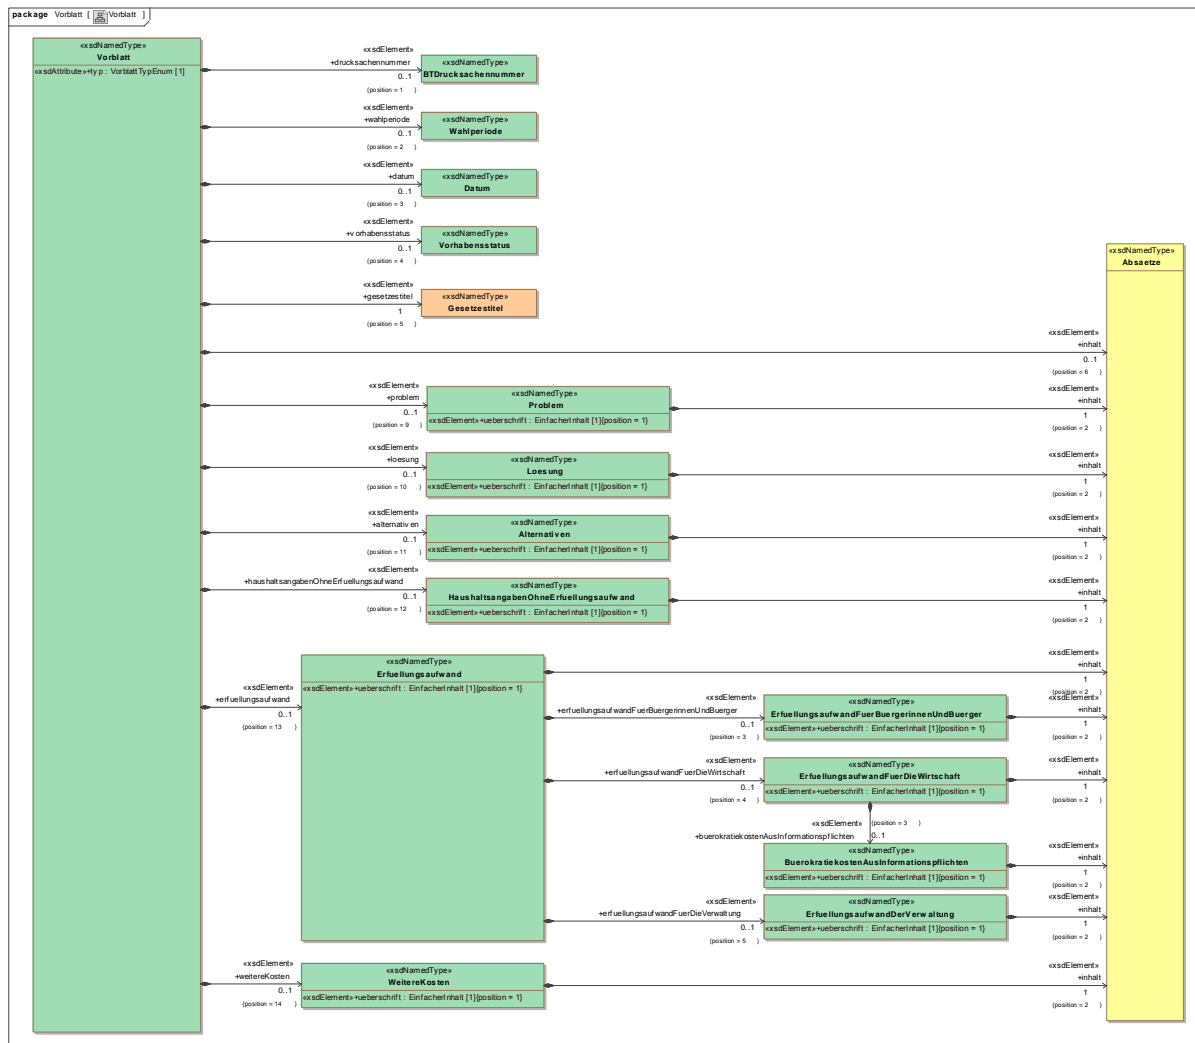 package Vorblatt [ Vorblatt ]
«xsdNamedType»
Vorblatt
«xsdAttribute»+typ : VorblattTypEnum [1]
«xsdElement»
+drucksachennummer
0..1
{position = 1 }
«xsdNamedType»
BTDrucksachennummer
«xsdElement»
+wahlperiode
0..1
{position = 2 }
«xsdNamedType»
Wahlperiode
«xsdElement»
+datum
0..1
{position = 3 }
«xsdNamedType»
Datum
«xsdElement»
+vorhabensstatus
0..1
{position = 4 }
«xsdNamedType»
Vorhabensstatus
«xsdElement»
+gesetzestitel
1
{position = 5 }
«xsdNamedType»
Gesetzestitel
«xsdNamedType»
Absaetze
«xsdElement»
+inhalt
0..1
{position = 6 }
«xsdElement»
+problem
0..1
{position = 9 }
«xsdNamedType»
Problem
«xsdElement»+ueberschrift : EinfacherInhalt [1]{position = 1}
«xsdElement»
+inhalt
1
{position = 2 }
«xsdElement»
+loesung
0..1
{position = 10 }
«xsdNamedType»
Loesung
«xsdElement»+ueberschrift : EinfacherInhalt [1]{position = 1}
«xsdElement»
+inhalt
1
{position = 2 }
«xsdElement»
+alternativen
0..1
{position = 11 }
«xsdNamedType»
Alternativen
«xsdElement»+ueberschrift : EinfacherInhalt [1]{position = 1}
«xsdElement»
+inhalt
1
{position = 2 }
«xsdElement»
+haushaltsangabenOhneErfuellungsaufwand
0..1
{position = 12 }
«xsdNamedType»
HaushaltsangabenOhneErfuellungsaufwand
«xsdElement»+ueberschrift : EinfacherInhalt [1]{position = 1}
«xsdElement»
+inhalt
1
{position = 2 }
«xsdElement»
+erfuellungsaufwand
0..1
{position = 13 }
«xsdNamedType»
Erfuellungsaufwand
«xsdElement»+ueberschrift : EinfacherInhalt [1]{position = 1}
«xsdElement»
+inhalt
1
{position = 2 }
«xsdElement»
+erfuellungsaufwandFuerBuergerinnenUndBuerger
0..1
{position = 3 }
«xsdNamedType»
ErfuellungsaufwandFuerBuergerinnenUndBuerger
«xsdElement»+ueberschrift : EinfacherInhalt [1]{position = 1}
«xsdElement»
+inhalt
1
{position = 2 }
«xsdElement»
+erfuellungsaufwandFuerDieWirtschaft
0..1
{position = 4 }
«xsdNamedType»
ErfuellungsaufwandFuerDieWirtschaft
«xsdElement»+ueberschrift : EinfacherInhalt [1]{position = 1}
«xsdElement»
+inhalt
1
{position = 2 }
«xsdElement»
{position = 3 }
+buerokratiekostenAusInformationspflichten
0..1
«xsdNamedType»
BuerokratiekostenAusInformationspflichten
«xsdElement»+ueberschrift : EinfacherInhalt [1]{position = 1}
«xsdElement»
+inhalt
1
{position = 2 }
«xsdElement»
+erfuellungsaufwandFuerDieVerwaltung
0..1
{position = 5 }
«xsdNamedType»
ErfuellungsaufwandDerVerwaltung
«xsdElement»+ueberschrift : EinfacherInhalt [1]{position = 1}
«xsdElement»
+inhalt
1
{position = 2 }
«xsdElement»
+weitereKosten
0..1
{position = 14 }
«xsdNamedType»
WeitereKosten
«xsdElement»+ueberschrift : EinfacherInhalt [1]{position = 1}
«xsdElement»
+inhalt
1
{position = 2 }